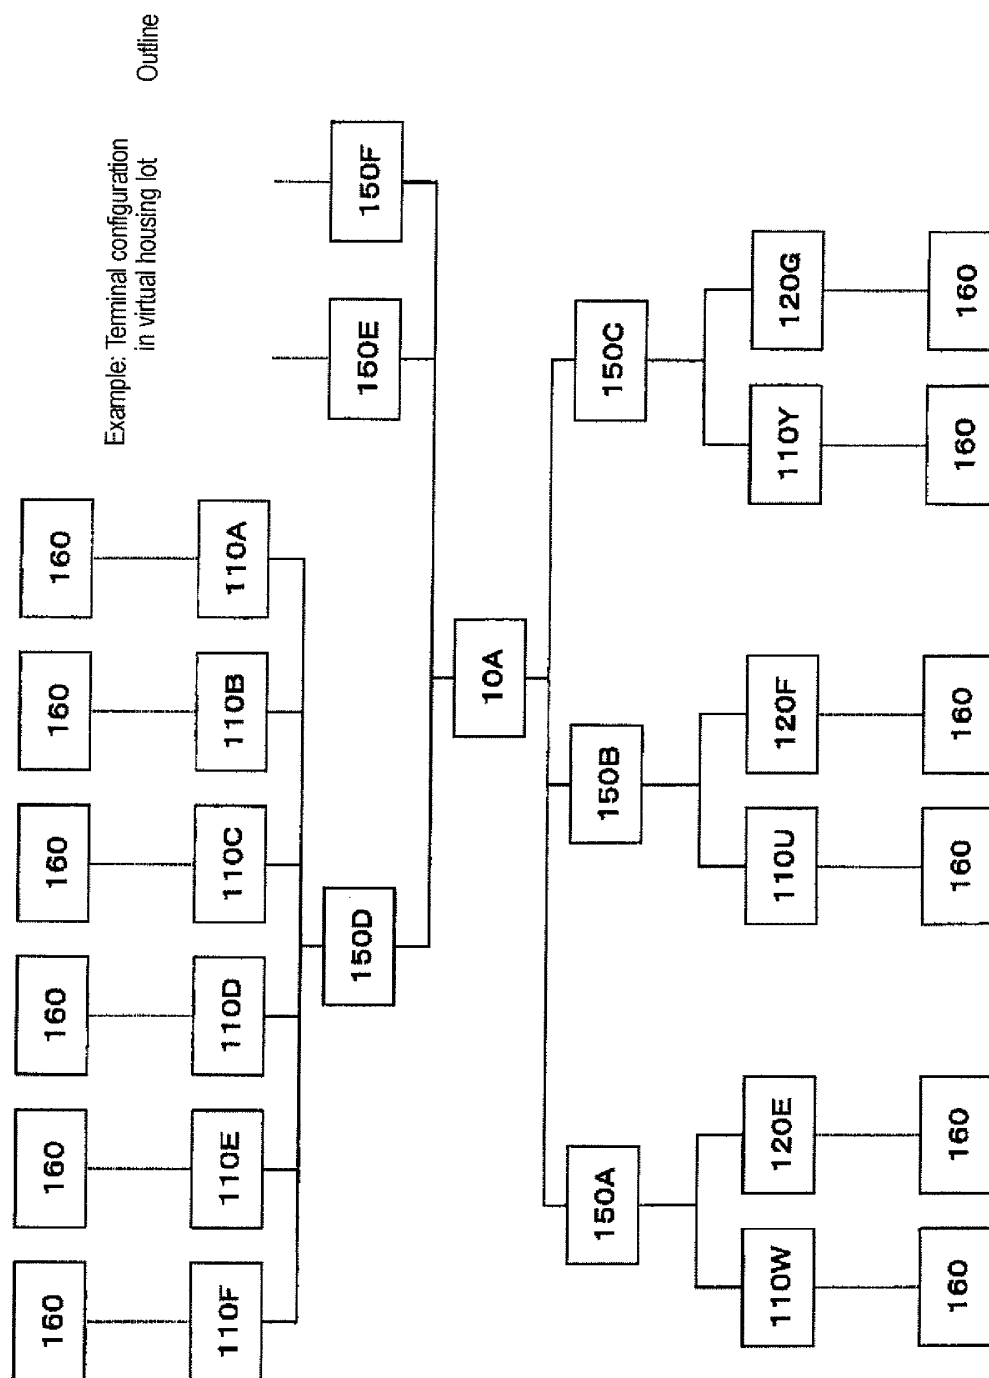 Outline
Example: Terminal configuration
in virtual housing lot
160
160
160
160
160
160
110F
110E
110D
110C
110B
110A
150D
150E
150F
10A
150A
150B
150C
110W
120E
110U
120F
110Y
120G
160
160
160
160
160
160